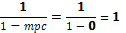 1/(1 − mpc) = 1/(1 − 0) = 1